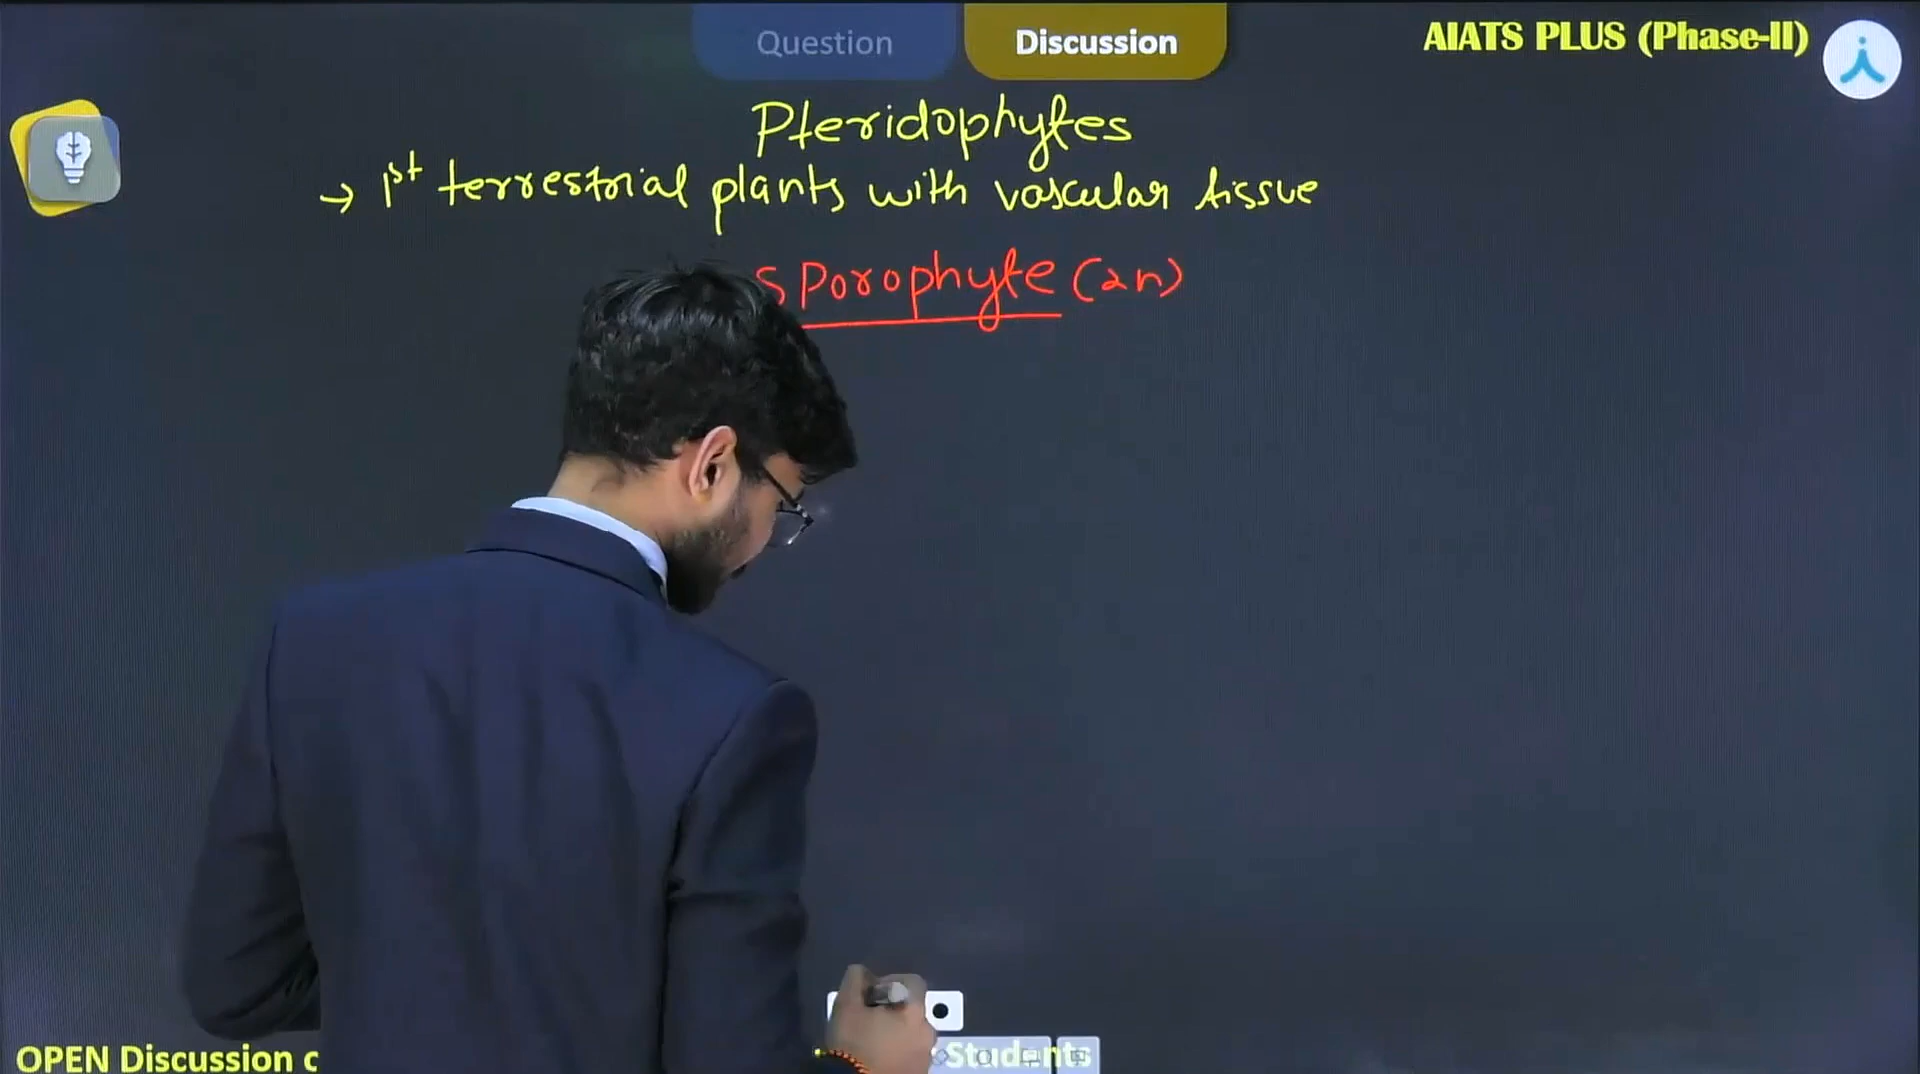 Question
Discussion
AIATS PLUS (Phase-II)
Pteridophytes
→ 1st terrestrial plants with vascular tissue
Sporophyte (2n)
OPEN Discussion
Students